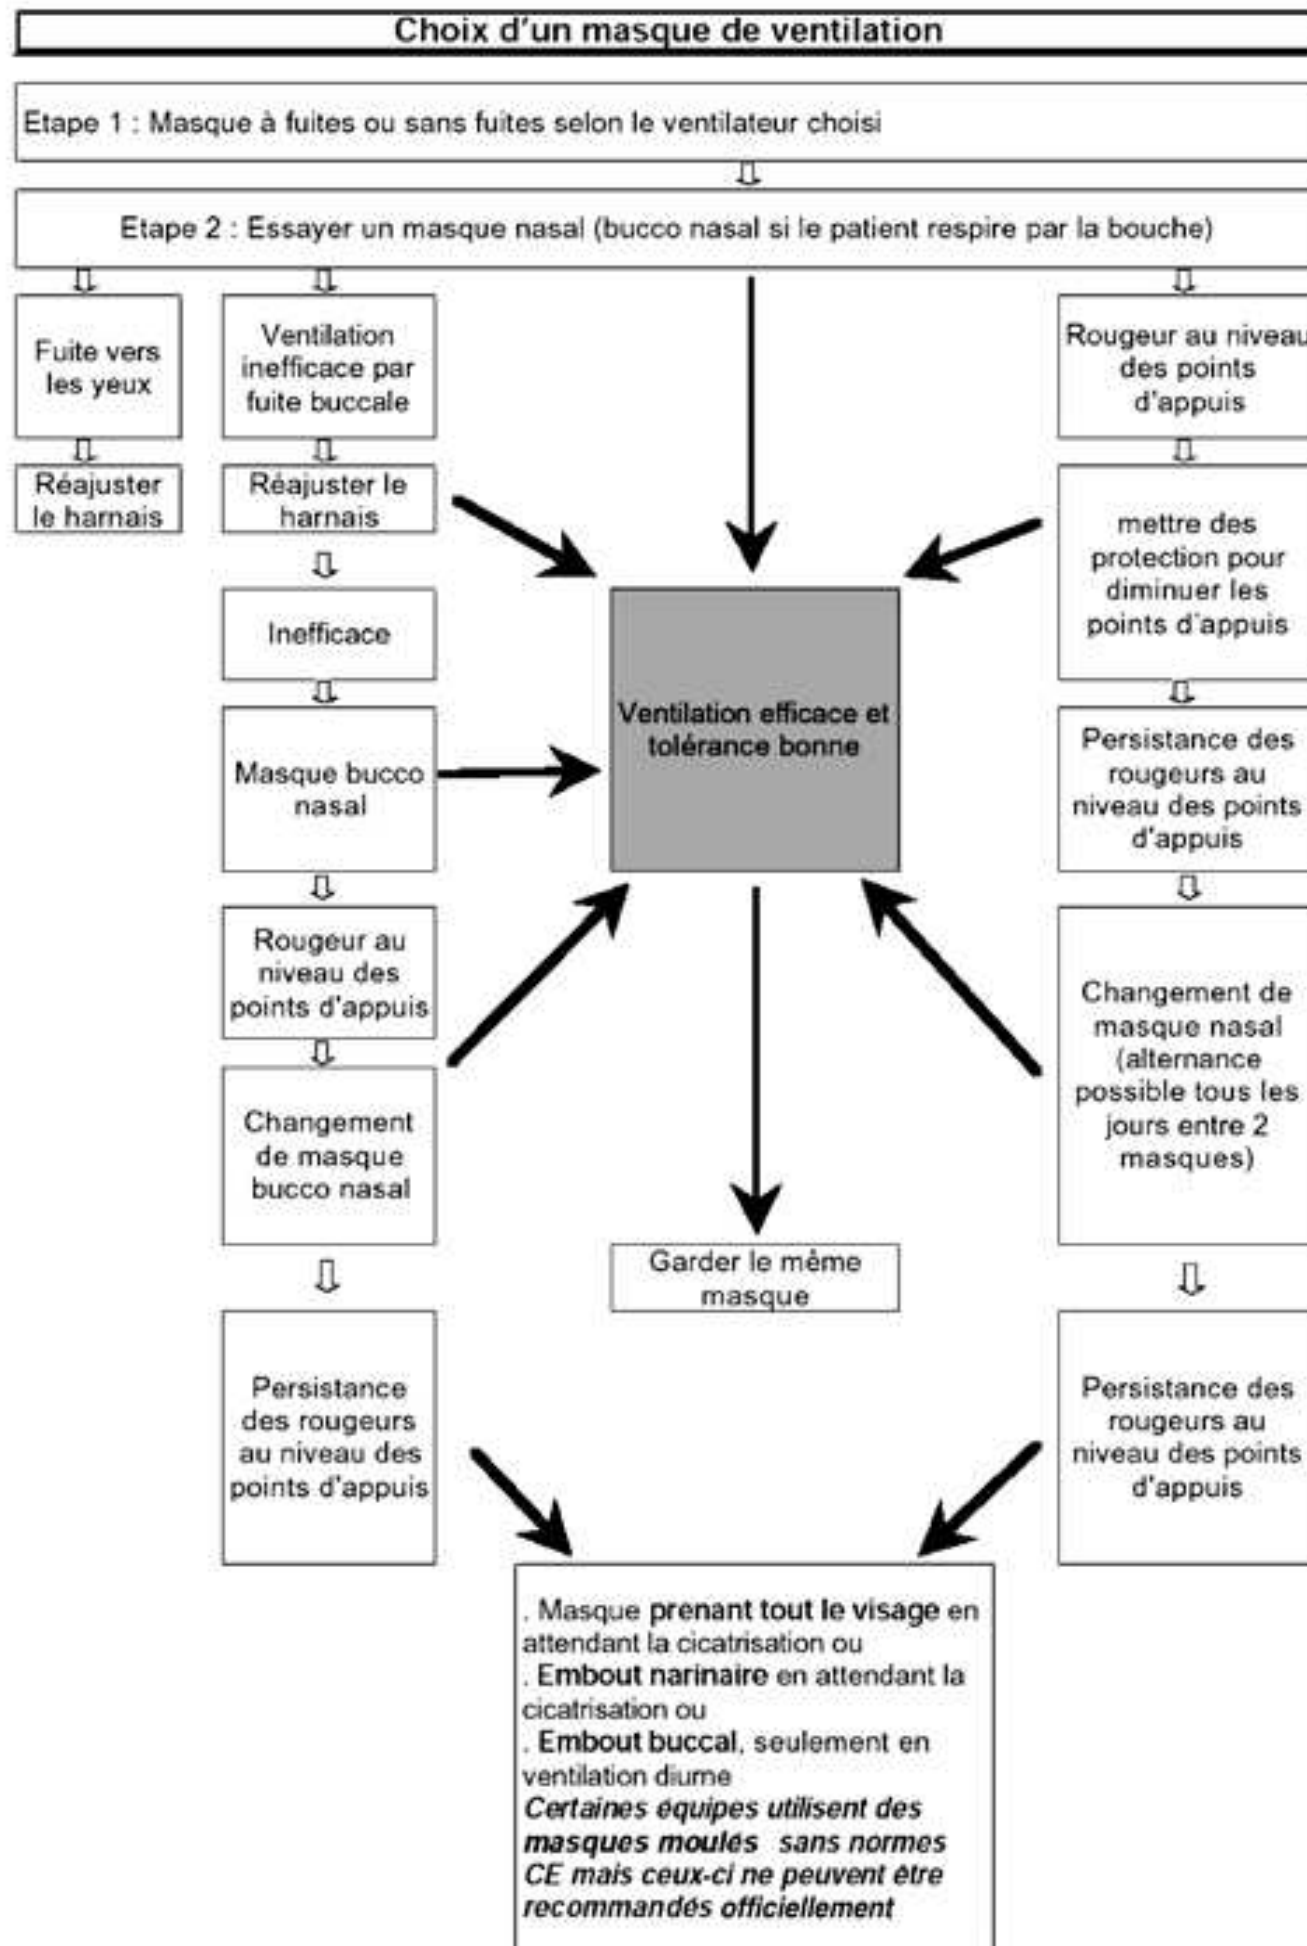 Choix d'un masque de ventilation
Etape 1 : Masque à fuites ou sans fuites selon le ventilateur choisi
Etape 2 : Essayer un masque nasal (bucco nasal si le patient respire par la bouche)
Fuite vers
les yeux
Réajuster
le harnais
Ventilation
inefficace par
fuite buccale
Réajuster le
harnais
Inefficace
Masque bucco
nasal
Rougeur au
niveau des
points d'appuis
Changement
de masque
bucco nasal
Persistance
des rougeurs
au niveau des
points d'appuis
Ventilation efficace et
tolérance bonne
Garder le même
masque
Rougeur au niveau
des points
d'appuis
mettre des
protection pour
diminuer les
points d'appuis
Persistance des
rougeurs au
niveau des points
d'appuis
Changement de
masque nasal
(alternance
possible tous les
jours entre 2
masques)
Persistance des
rougeurs au
niveau des points
d'appuis
. Masque prenant tout le visage en
attendant la cicatrisation ou
. Embout narinaire en attendant la
cicatrisation ou
. Embout buccal, seulement en
ventilation diurne
Certaines équipes utilisent des
masques moulés sans normes
CE mais ceux-ci ne peuvent être
recommandés officiellement